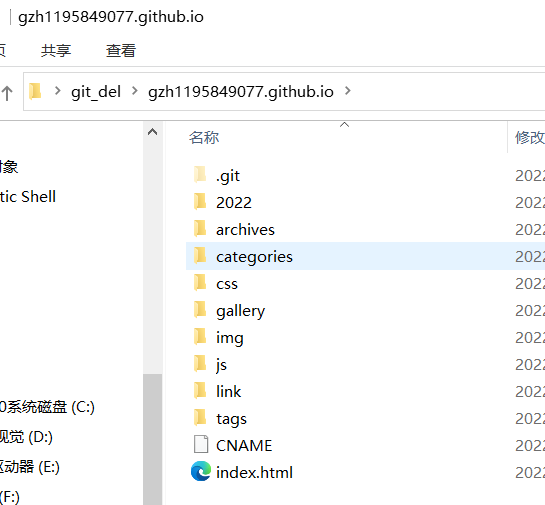 gzh1195849077.github.io
页 共享 查看
git_del > gzh1195849077.github.io >
名称 修改
对象
tic Shell
.git 2022
2022 2022
archives 2022
categories 2022
css 2022
gallery 2022
img 2022
js 2022
link 2022
tags 2022
CNAME 2022
index.html 2022
0系统磁盘 (C:)
视觉 (D:)
驱动器 (E:)
(F:)